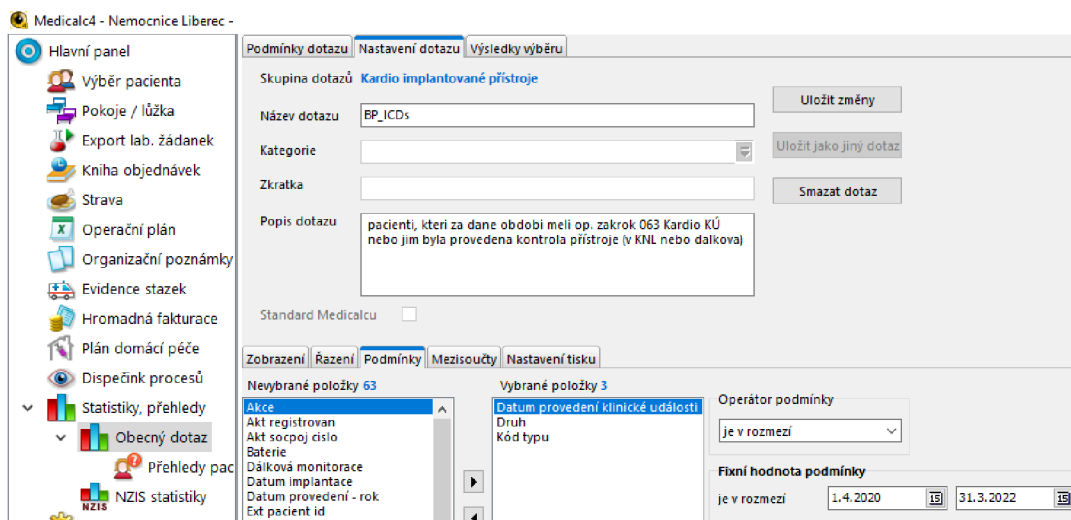 Medicalc4 - Nemocnice Liberec -
Hlavní panel
Výběr pacienta
Pokoje / lůžka
Export lab. žádanek
Kniha objednávek
Strava
Operační plán
Organizační poznámky
Evidence stazek
Hromadná fakturace
Plán domácí péče
Dispečink procesů
Statistiky, přehledy
Obecný dotaz
Přehledy pac
NZIS statistiky
Podmínky dotazu Nastavení dotazu Výsledky výběru
Skupina dotazů Kardio implantované přístroje
Název dotazu BP_ICDs
Kategorie
Zkratka
Popis dotazu pacienti, kteri za dane obdobi meli op. zakrok 063 Kardio KÚ
nebo jim byla provedena kontrola přístroje (v KNL nebo dalkova)
Standard Medicalcu
Uložit změny
Uložit jako jiný dotaz
Smazat dotaz
Zobrazení Řazení Podmínky Mezisoučty Nastavení tisku
Nevybrané položky 63
Akce
Akt registrovan
Akt socpoj cislo
Baterie
Dálková monitorace
Datum implantace
Datum provedení - rok
Ext pacient id
Vybrané položky 3
Datum provedení klinické události
Druh
Kód typu
Operátor podmínky
je v rozmezí
Fixní hodnota podmínky
je v rozmezí 1.4.2020 15 31.3.2022 15